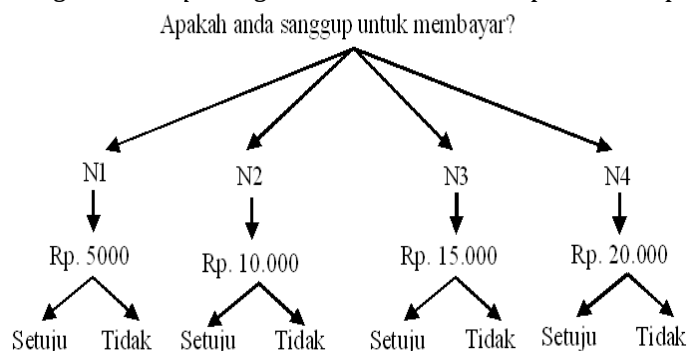 Apakah anda sanggup untuk membayar?
N1 N2 N3 N4
Rp. 5000 Rp. 10.000 Rp. 15.000 Rp. 20.000
Setuju Tidak Setuju Tidak Setuju Tidak Setuju Tidak